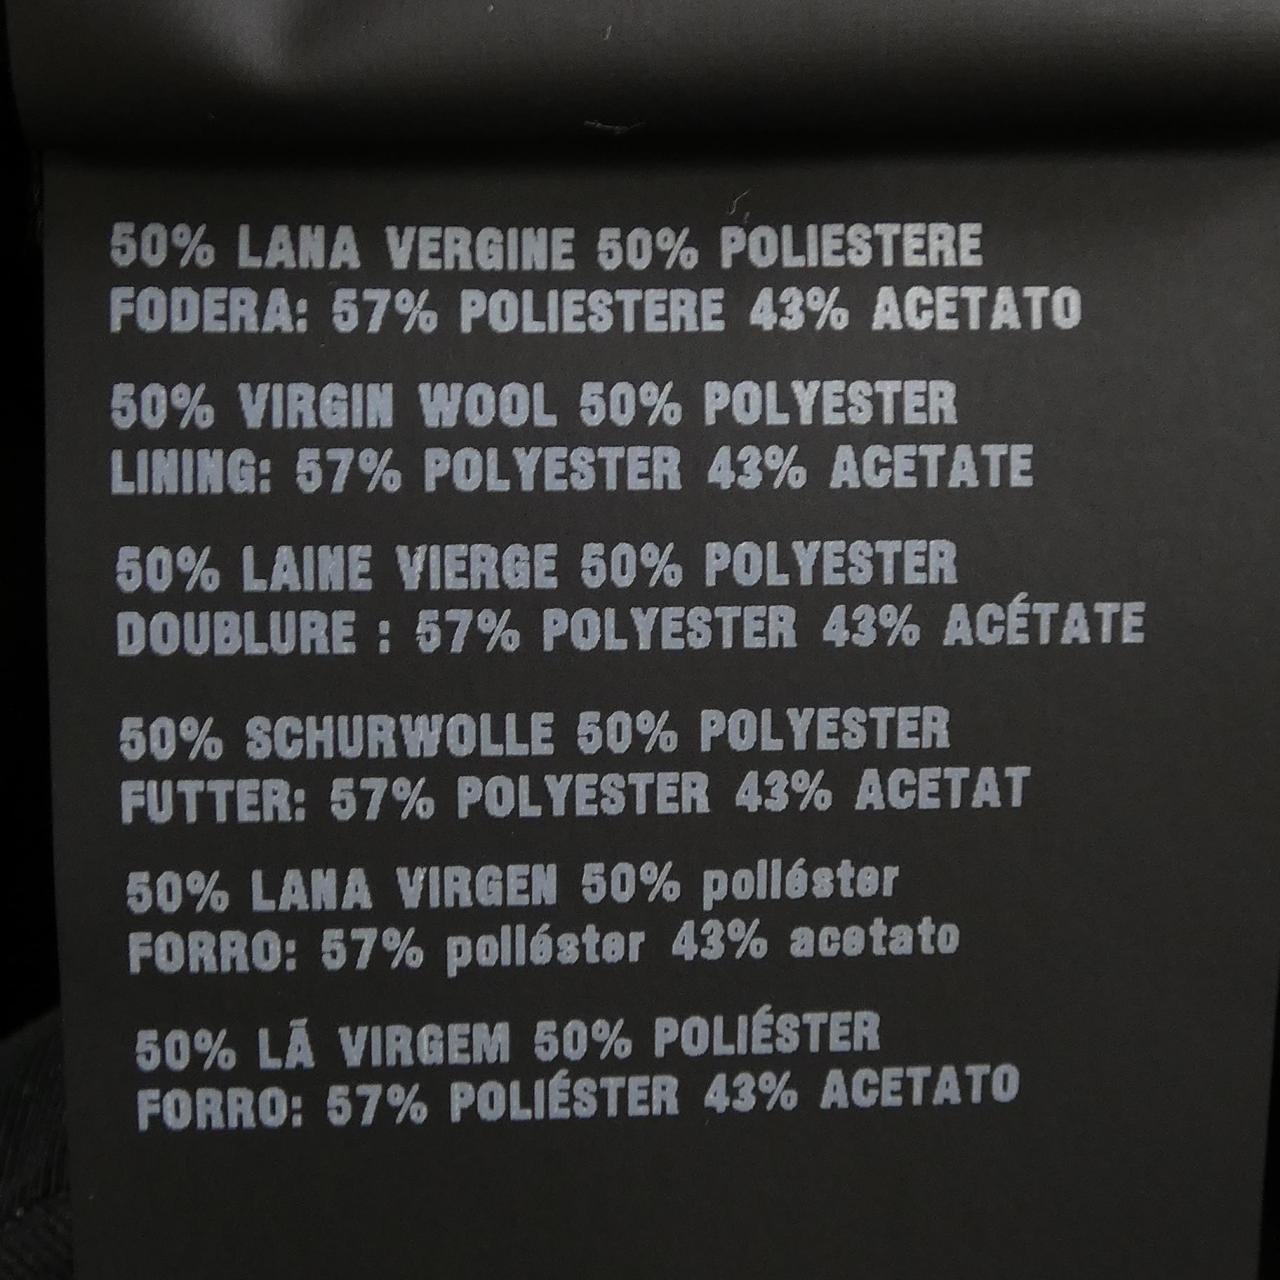 50% LANA VERGINE 50% POLIESTERE
FODERA: 57% POLIESTERE 43% ACETATO
50% VIRGIN WOOL 50% POLYESTER
LINING: 57% POLYESTER 43% ACETATE
50% LAINE VIERGE 50% POLYESTER
DOUBLURE : 57% POLYESTER 43% ACÉTATE
50% SCHURWOLLE 50% POLYESTER
FUTTER: 57% POLYESTER 43% ACETAT
50% LANA VIRGEN 50% poliéster
FORRO: 57% poliéster 43% acetato
50% LÃ VIRGEM 50% POLIÉSTER
FORRO: 57% POLIÉSTER 43% ACETATO